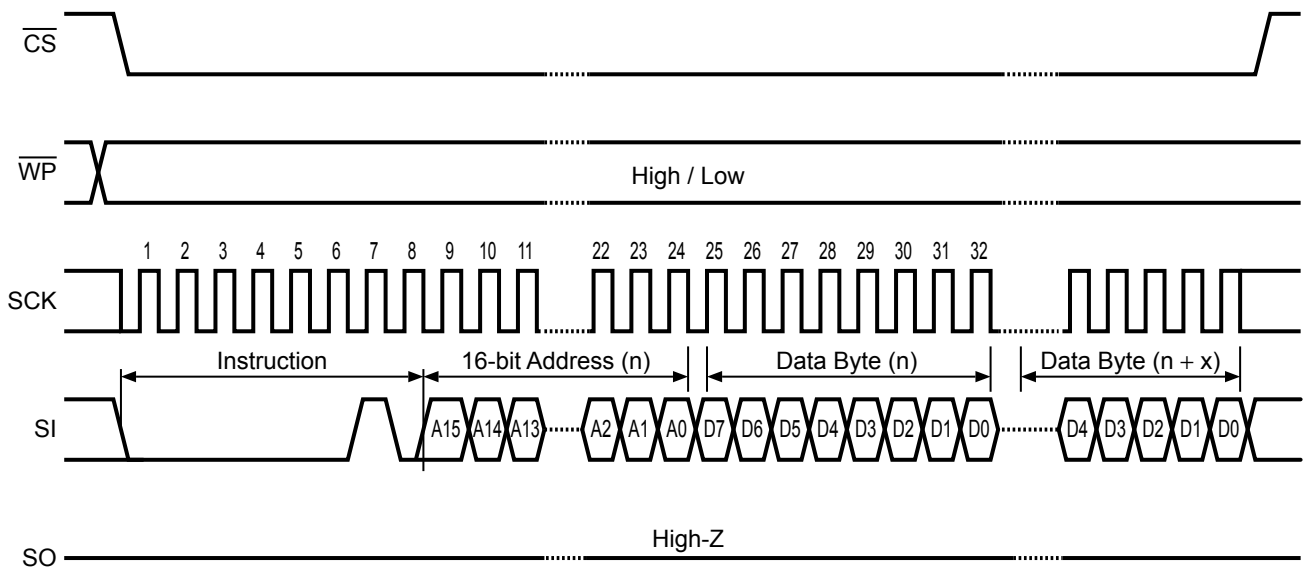 CS
WP
High / Low
1 2 3 4 5 6 7 8 9 10 11 22 23 24 25 26 27 28 29 30 31 32
SCK
Instruction 16-bit Address (n) Data Byte (n) Data Byte (n + x)
SI A15 A14 A13 A2 A1 A0 D7 D6 D5 D4 D3 D2 D1 D0 D4 D3 D2 D1 D0
High-Z
SO